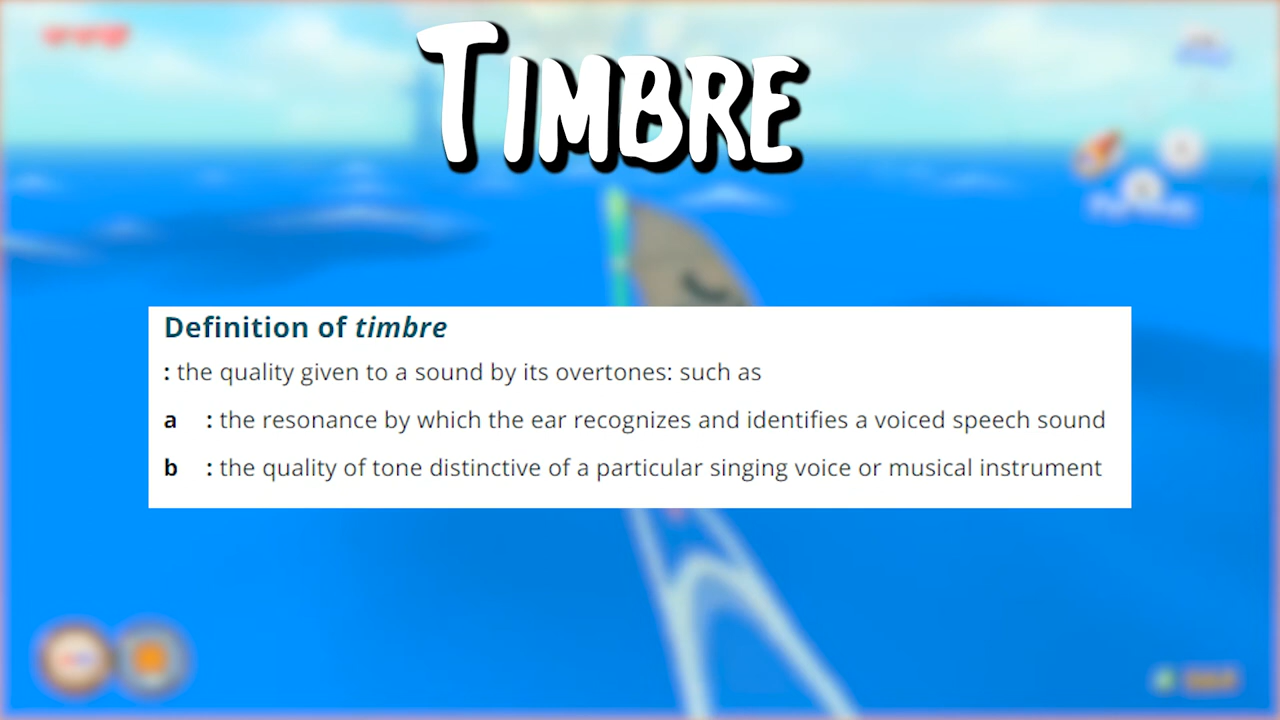 TIMBRE
Definition of timbre
: the quality given to a sound by its overtones: such as
a : the resonance by which the ear recognizes and identifies a voiced speech sound
b : the quality of tone distinctive of a particular singing voice or musical instrument